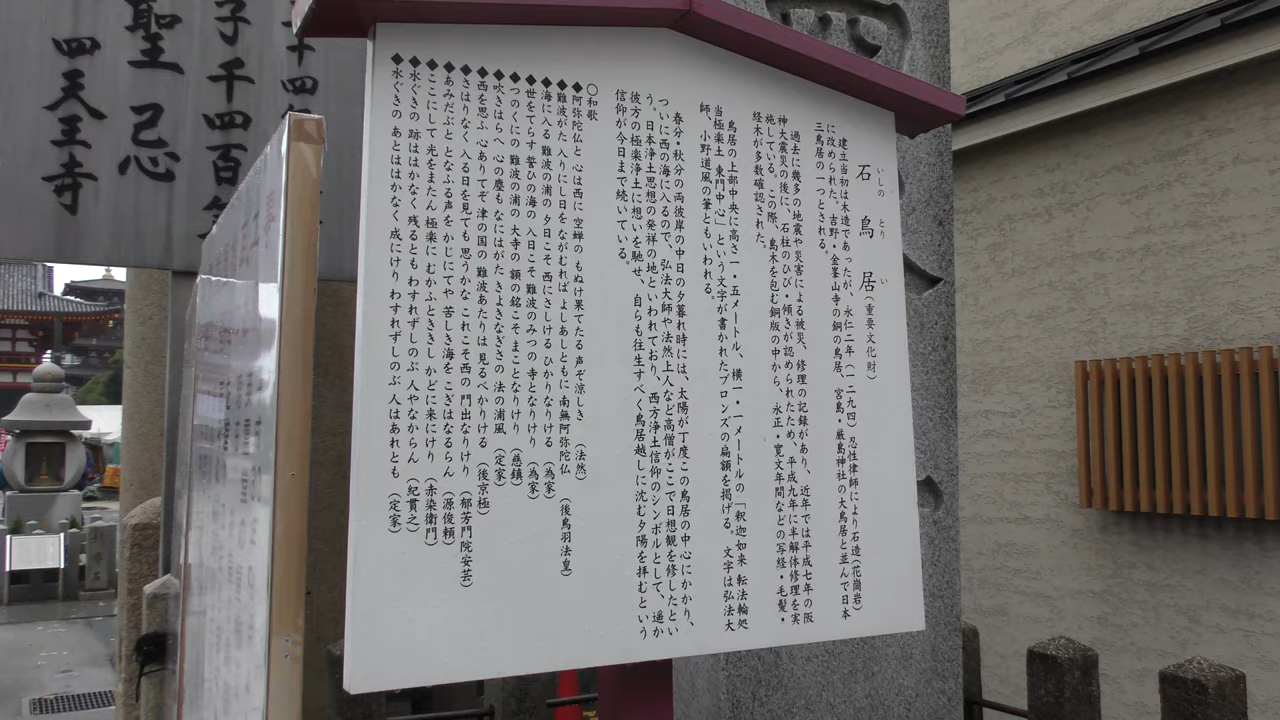 石鳥居(重要文化財)
いしの とり い
建立当初は木造であったが、永仁二年(一二九四)忍性律師により石造(花崗岩)
に改められた。吉野・金峯山寺の銅の鳥居、宮島・厳島神社の大鳥居と並んで日本
三鳥居の一つとされる。
過去に幾多の地震や災害による被災、修理の記録があり、近年では平成七年の阪
神大震災の後に、石柱のひび・傾きが認められたため、平成九年に半解体修理を実
施している。この際、島木を包む銅版の中から、永正・寛文年間などの写経・毛髪・
経木が多数確認された。
鳥居の上部中央に高さ一・五メートル、横一・一メートルの「釈迦如来 転法輪処
当極楽土 東門中心」という文字が書かれたブロンズの扁額を掲げる。文字は弘法大
師、小野道風の筆ともいわれる。
春分・秋分の両彼岸の中日の夕暮れ時には、太陽が丁度この鳥居の中心にかかり、
ついに西の海に入るので、弘法大師や法然上人など高僧がここで日想観を修したとい
う。日本浄土思想の発祥の地といわれており、西方浄土信仰のシンボルとして、遥か
彼方の極楽浄土に想いを馳せ、自らも往生すべく鳥居越しに沈む夕陽を拝むという
信仰が今日まで続いている。
〇和歌
◆阿弥陀仏と 心は西に 空蝉の もぬけ果てたる 声ぞ涼しき (法然)
◆難波がた 入りにし日を ながむれば よしあしともに 南無阿弥陀仏 (後鳥羽法皇)
◆海に入る 難波の浦の 夕日こそ 西にさしける ひかりなりける (為家)
◆世をてらす 誓ひの海の 入日こそ 難波のみつの 寺となりけり (為家)
◆つのくにの 難波の浦の 大寺の 額の銘こそ まことなりけり (慈鎮)
◆吹きはらへ 心の塵も なにはがた きよきなぎさの 法の浦風 (定家)
◆西を思ふ 心ありてぞ 津の国の 難波あたりは 見るべかりける (後京極)
◆さはりなく 入る日を見ても 思うかな これこそ西の 門出なりけり (郁芳門院安芸)
◆あみだぶと となふる声を かじにてや 苦しき海を こぎはなるらん (源俊頼)
◆ここにして 光をまたん 極楽に むかふとききし かどに来にけり (赤染衛門)
◆水ぐきの 跡ははかなく 残るとも わすれずしのぶ 人やなからん (紀貫之)
◆水ぐきの あとははかなく 成にけり わすれずしのぶ 人はあれとも (定家)
子千四百年
聖忌
四天王寺